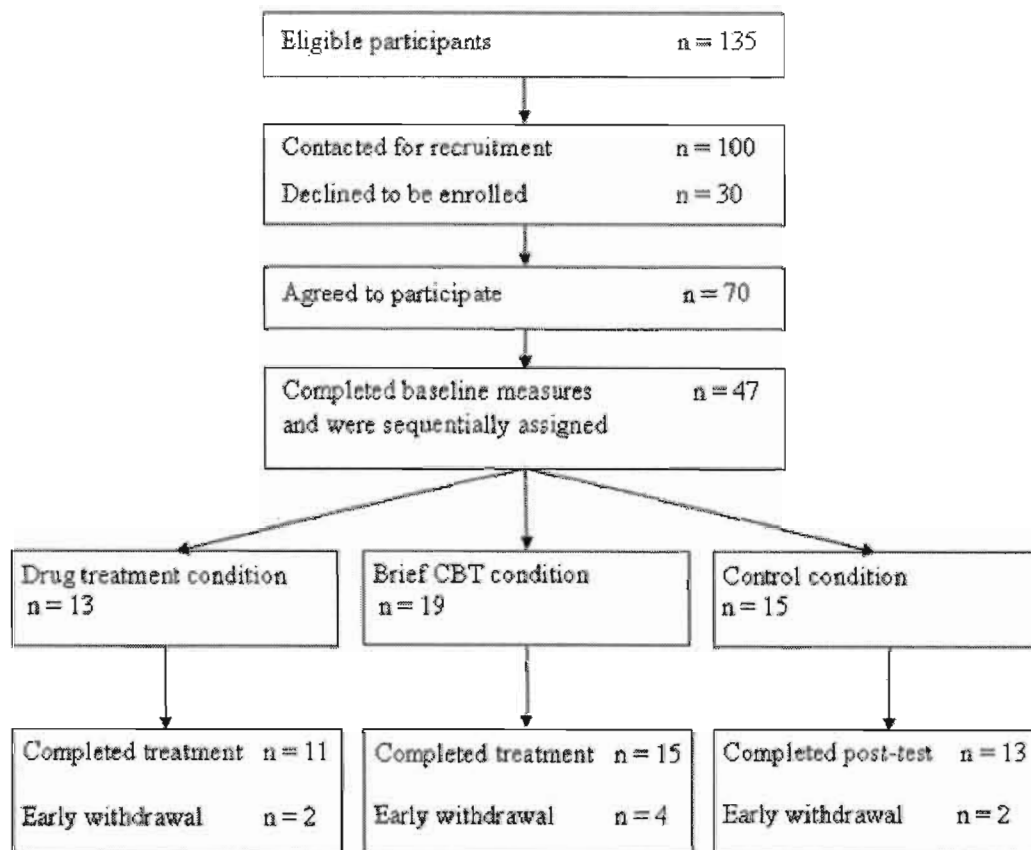 Eligible participants n = 135
Contacted for recruitment n = 100
Declined to be enrolled n = 30
Agreed to participate n = 70
Completed baseline measures n = 47
and were sequentially assigned
Drug treatment condition
n = 13
Brief CBT condition
n = 19
Control condition
n = 15
Completed treatment n = 11
Early withdrawal n = 2
Completed treatment n = 15
Early withdrawal n = 4
Completed post-test n = 13
Early withdrawal n = 2